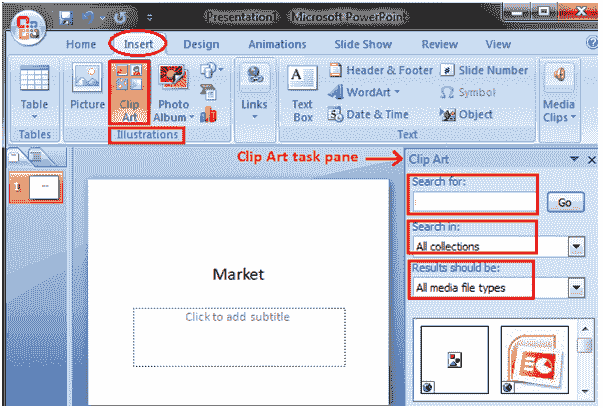 Presentation1 - Microsoft PowerPoint
Home Insert Design Animations Slide Show Review View
Table
Tables
Picture
Clip
Art
Photo
Album
Illustrations
Links
Text
Box
Header & Footer
WordArt
Date & Time
Slide Number
Symbol
Object
Text
Media
Clips
Clip Art task pane
Clip Art
Search for:
Go
Search in:
All collections
Results should be:
All media file types
1
Market
Click to add subtitle